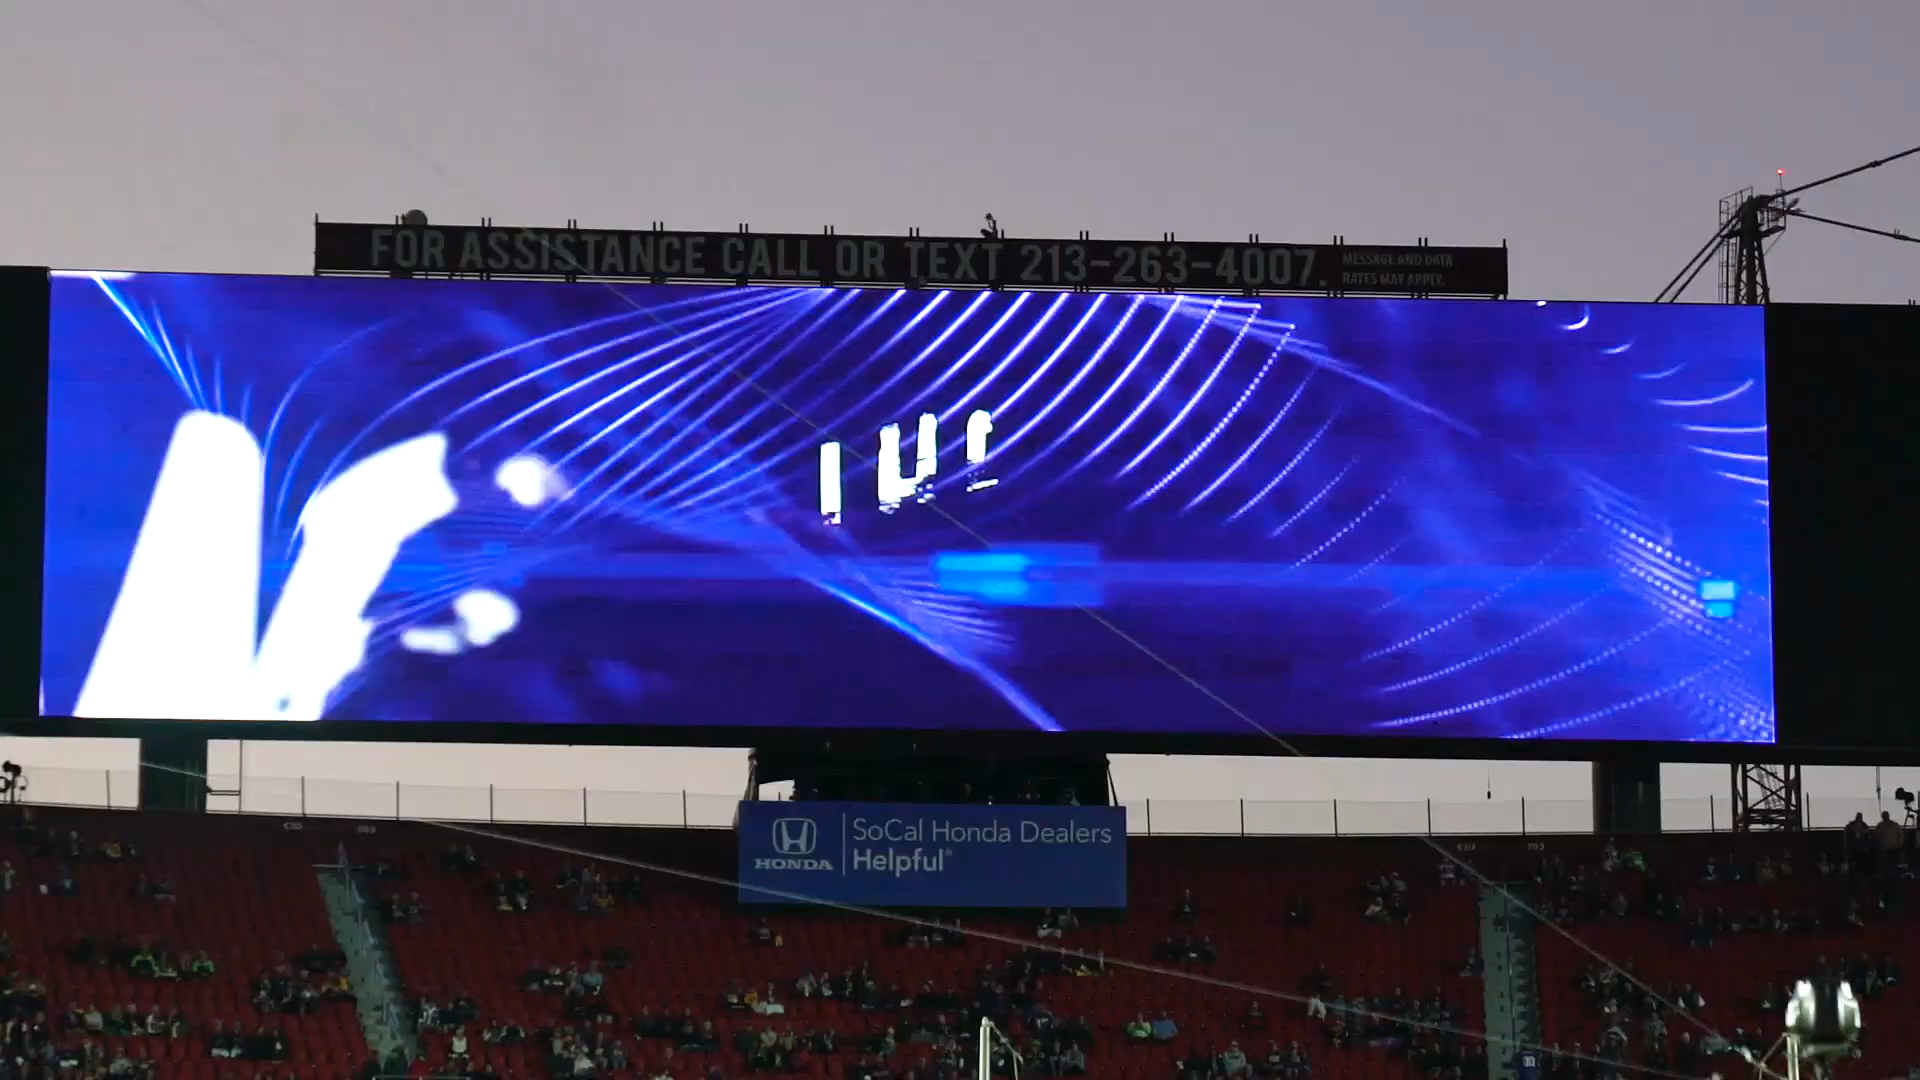 FOR ASSISTANCE CALL OR TEXT 213-263-4007.
MESSAGE AND DATA
RATES MAY APPLY.
HONDA
SoCal Honda Dealers
Helpful®